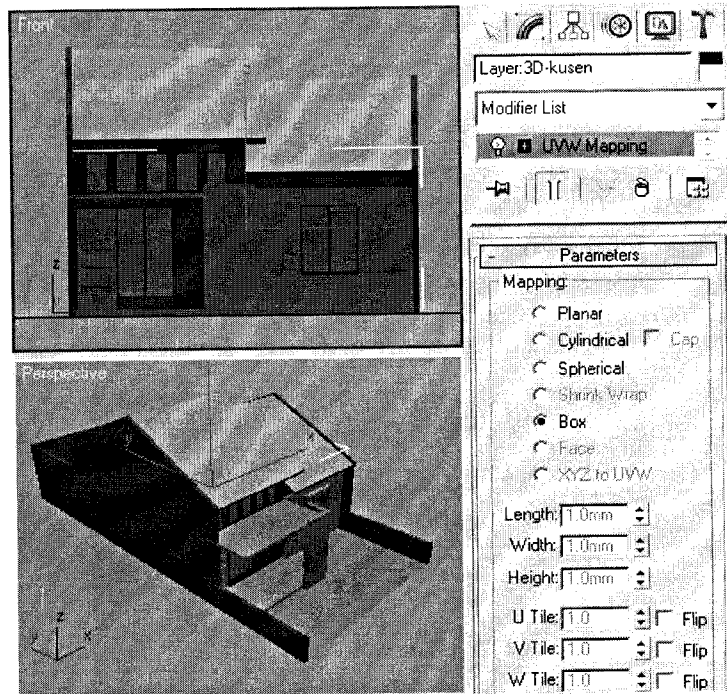 Front
Layer:3D-kusen
Modifier List
UVW Mapping
- Parameters
Mapping:
Planar
Cylindrical Cap
Spherical
Shrink Wrap
Box
Face
XYZ to UVW
Length: 1.0mm
Width: 1.0mm
Height: 1.0mm
U Tile: 1.0 Flip
V Tile: 1.0 Flip
W Tile: 1.0 Flip
Perspective
z
z
x